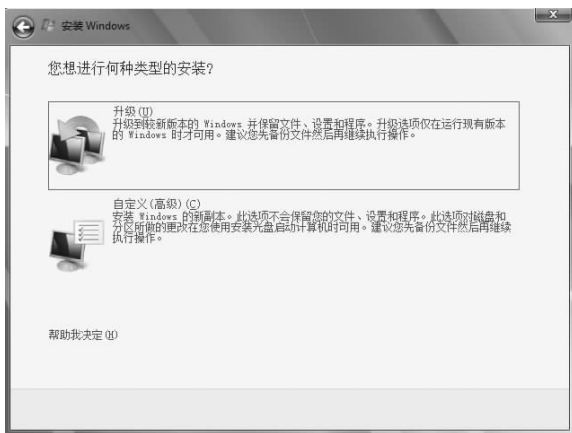 安装 Windows
您想进行何种类型的安装?
升级(U)
升级到较新版本的 Windows 并保留文件、设置和程序。升级选项仅在运行现有版本
的 Windows 时才可用。建议您先备份文件然后再继续执行操作。
自定义(高级)(C)
安装 Windows 的新副本。此选项不会保留您的文件、设置和程序。此选项对磁盘和
分区所做的更改在您使用安装光盘启动计算机时可用。建议您先备份文件然后再继续
执行操作。
帮助我决定(H)